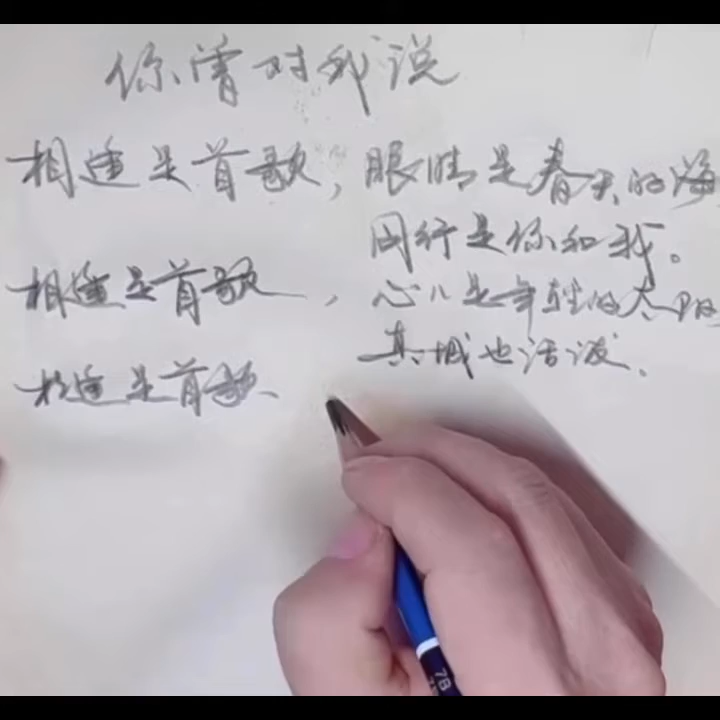 你曾对我说
相逢是首歌，眼睛是春天的海
同行是你和我。
相逢是首歌，心儿是年轻的太阳
真诚也活泼、
相逢是首歌、
7B